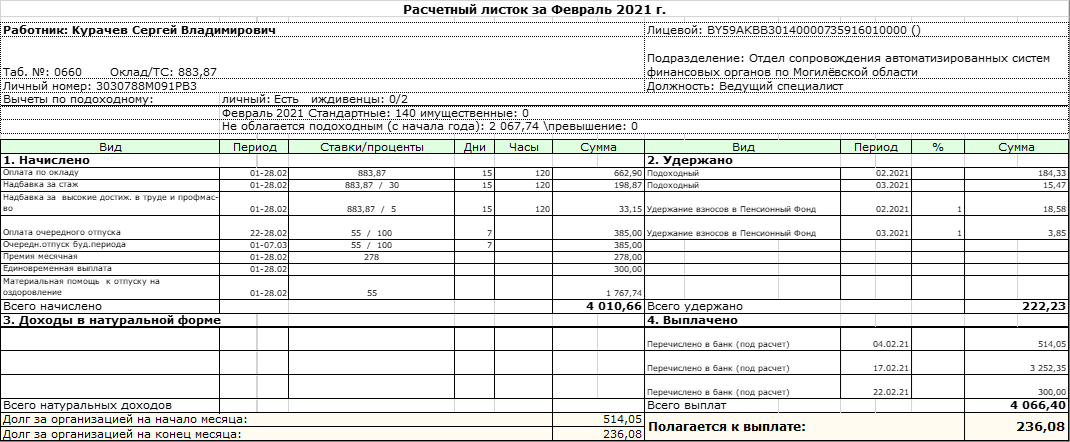 Расчетный листок за Февраль 2021 г.
Работник: Курачев Сергей Владимирович Лицевой: BY59AKBB30140000735916010000 ()
Таб. №: 0660 Оклад/ТС: 883,87 Подразделение: Отдел сопровождения автоматизированных систем
финансовых органов по Могилёвской области
Личный номер: 3030788M091PB3 Должность: Ведущий специалист
Вычеты по подоходному: личный: Есть иждивенцы: 0/2
Февраль 2021 Стандартные: 140 имущественные: 0
Не облагается подоходным (с начала года): 2 067,74 \превышение: 0
Вид Период Ставки/проценты Дни Часы Сумма Вид Период % Сумма
1. Начислено 2. Удержано
Оплата по окладу 01-28.02 883,87 15 120 662,90 Подоходный 02.2021 184,33
Надбавка за стаж 01-28.02 883,87 / 30 15 120 198,87 Подоходный 03.2021 15,47
Надбавка за высокие достиж. в труде и профмас-
во 01-28.02 883,87 / 5 15 120 33,15 Удержание взносов в Пенсионный Фонд 02.2021 1 18,58
Оплата очередного отпуска 22-28.02 55 / 100 7 385,00 Удержание взносов в Пенсионный Фонд 03.2021 1 3,85
Очередн.отпуск буд.периода 01-07.03 55 / 100 7 385,00
Премия месячная 01-28.02 278 278,00
Единовременная выплата 01-28.02 300,00
Материальная помощь к отпуску на
оздоровление 01-28.02 55 1 767,74
Всего начислено 4 010,66 Всего удержано 222,23
3. Доходы в натуральной форме 4. Выплачено
Перечислено в банк (под расчет) 04.02.21 514,05
Перечислено в банк (под расчет) 17.02.21 3 252,35
Перечислено в банк (под расчет) 22.02.21 300,00
Всего натуральных доходов Всего выплат 4 066,40
Долг за организацией на начало месяца: 514,05 Полагается к выплате: 236,08
Долг за организацией на конец месяца: 236,08